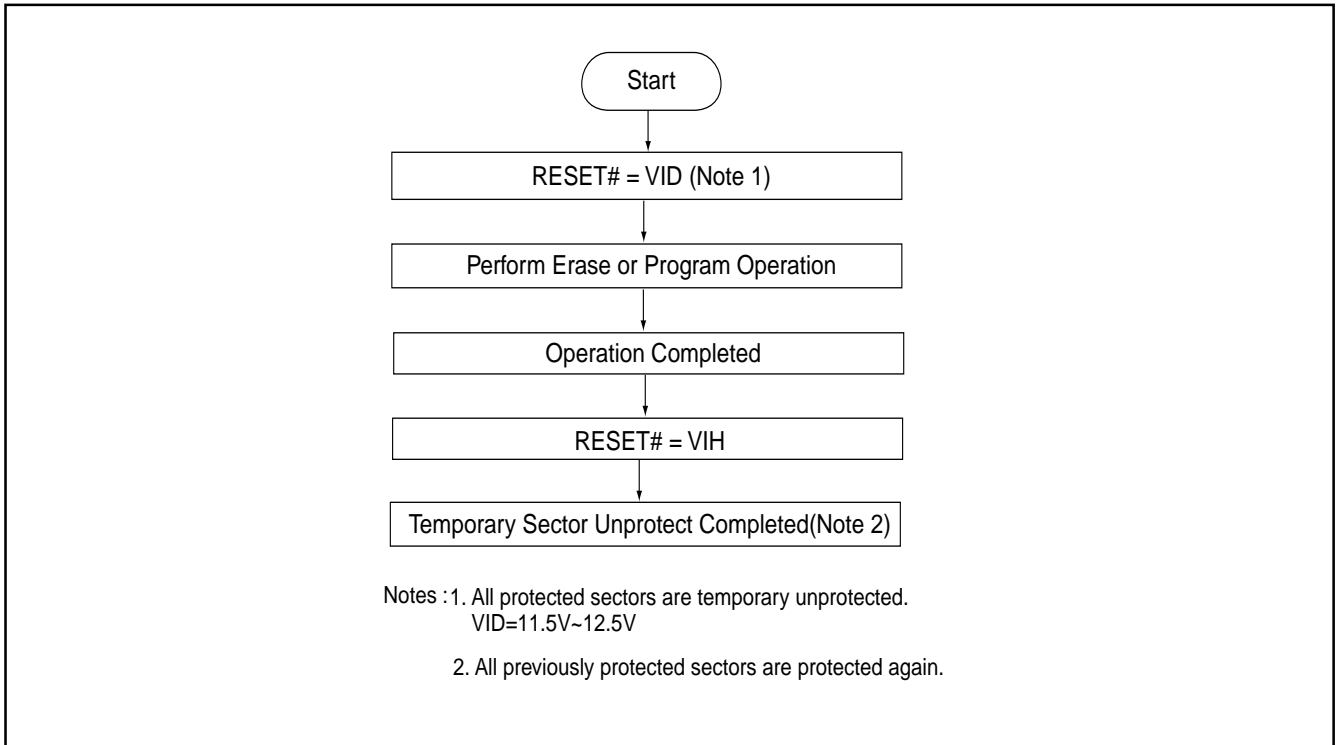 Start
RESET# = VID (Note 1)
Perform Erase or Program Operation
Operation Completed
RESET# = VIH
Temporary Sector Unprotect Completed(Note 2)
Notes : 1. All protected sectors are temporary unprotected.
VID=11.5V~12.5V
2. All previously protected sectors are protected again.